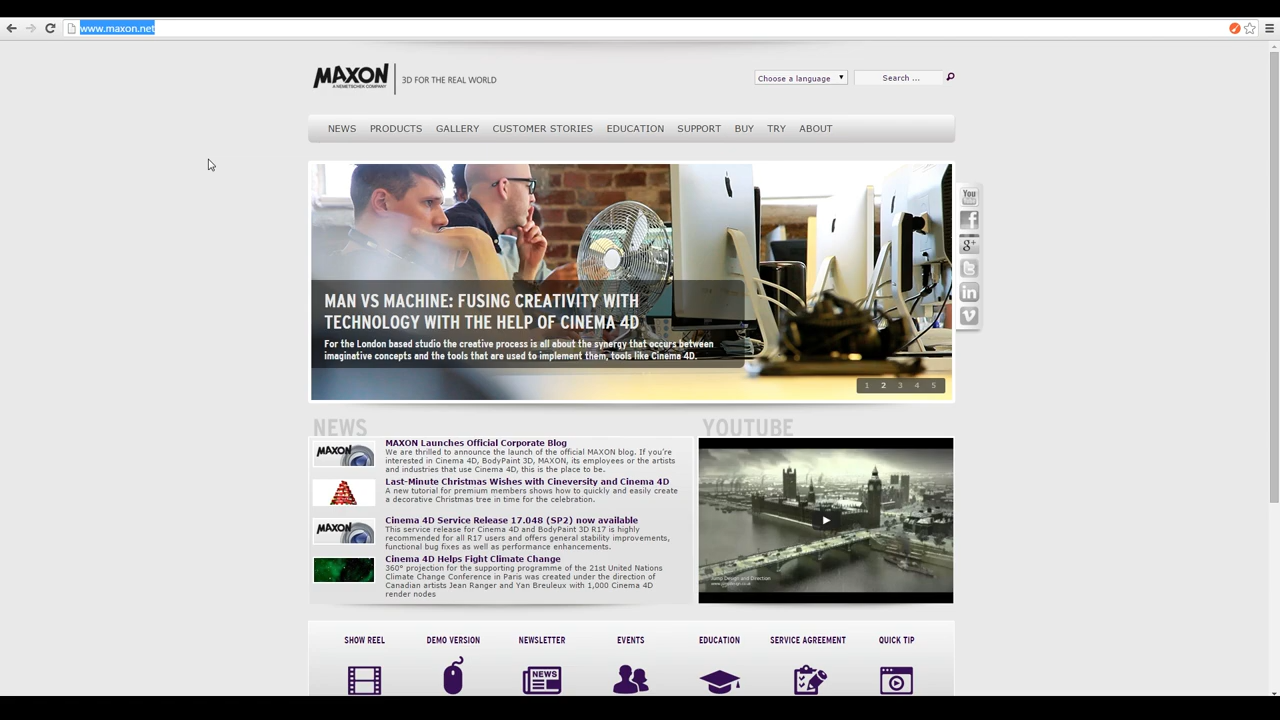 www.maxon.net
MAXON
A NEMETSCHEK COMPANY
3D FOR THE REAL WORLD
Choose a language
Search ...
NEWS PRODUCTS GALLERY CUSTOMER STORIES EDUCATION SUPPORT BUY TRY ABOUT
You
Tube
MAN VS MACHINE: FUSING CREATIVITY WITH
TECHNOLOGY WITH THE HELP OF CINEMA 4D
For the London based studio the creative process is all about the synergy that occurs between
imaginative concepts and the tools that are used to implement them, tools like Cinema 4D.
1 2 3 4 5
NEWS
MAXON
MAXON Launches Official Corporate Blog
We are thrilled to announce the launch of the official MAXON blog. If you're
interested in Cinema 4D, BodyPaint 3D, MAXON, its employees or the artists
and industries that use Cinema 4D, this is the place to be.
Last-Minute Christmas Wishes with Cineversity and Cinema 4D
A new tutorial for premium members shows how to quickly and easily create
a decorative Christmas tree in time for the celebration.
MAXON
Cinema 4D Service Release 17.048 (SP2) now available
This service release for Cinema 4D and BodyPaint 3D R17 is highly
recommended for all R17 users and offers general stability improvements,
functional bug fixes as well as performance enhancements.
Cinema 4D Helps Fight Climate Change
360° projection for the supporting programme of the 21st United Nations
Climate Change Conference in Paris was created under the direction of
Canadian artists Jean Ranger and Yan Breuleux with 1,000 Cinema 4D
render nodes
YOUTUBE
Jump Design and Direction
SHOW REEL DEMO VERSION NEWSLETTER EVENTS EDUCATION SERVICE AGREEMENT QUICK TIP
NEWS